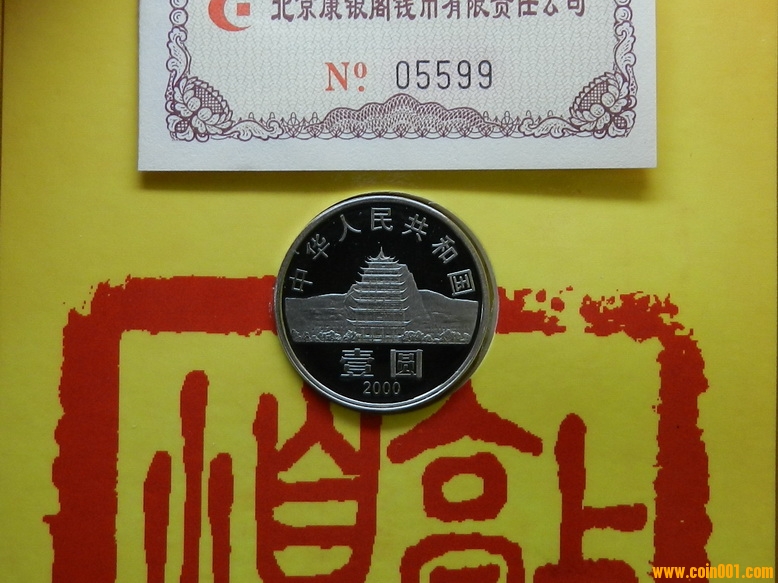 北京康银阁钱币有限责任公司
Nº 05599
中华人民共和国
壹圆
2000
www.coin001.com